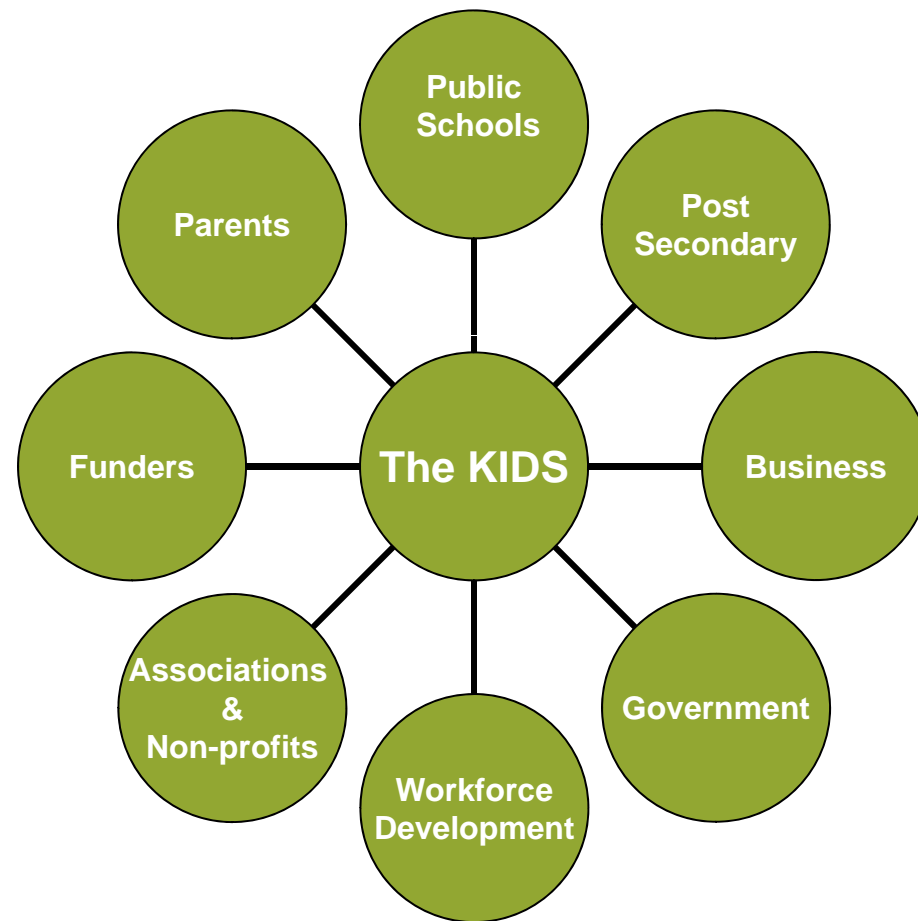 Public
Schools
Post
Secondary
Parents
Funders
The KIDS
Business
Associations
&
Non-profits
Government
Workforce
Development